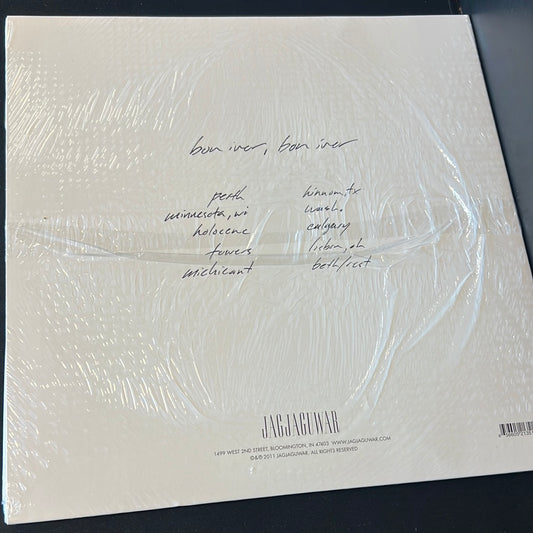 bon iver, bon iver
perth
minnesota, wi
holocene
towers
michicant
hinnom, tx
wash.
calgary
lisbon, oh
beth/rest
JAGJAGUWAR
1499 WEST 2ND STREET, BLOOMINGTON, IN 47403 WWW.JAGJAGUWAR.COM
©&℗ 2011 JAGJAGUWAR. ALL RIGHTS RESERVED